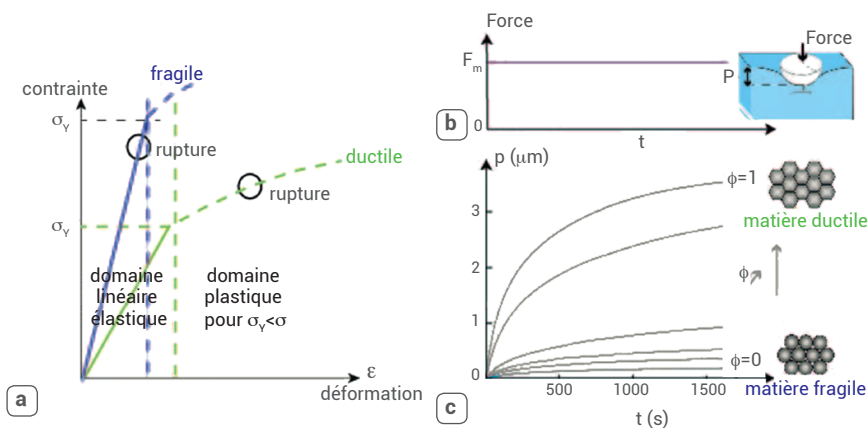 contrainte
fragile
σY
rupture
ductile
rupture
σY
domaine
linéaire
élastique
domaine
plastique
pour σY<σ
ε
déformation
a
Force
Fm
0
t
Force
P
b
p (μm)
3
2
1
0
500
1000
1500
t (s)
ϕ=1
matière ductile
ϕ
ϕ=0
matière fragile
c